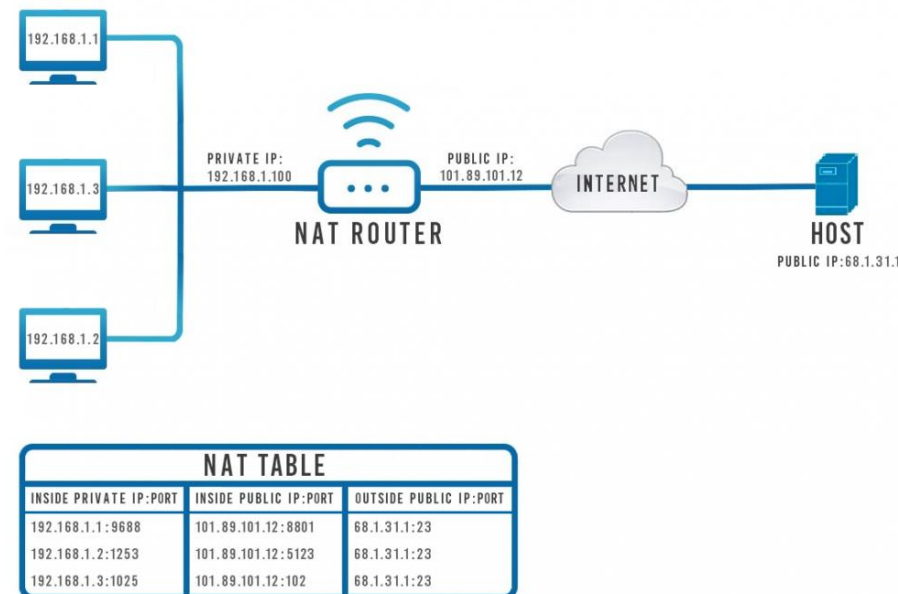 192.168.1.1
192.168.1.3
192.168.1.2
PRIVATE IP:
192.168.1.100
NAT ROUTER
PUBLIC IP:
101.89.101.12
INTERNET
HOST
PUBLIC IP:68.1.31.1
NAT TABLE
INSIDE PRIVATE IP:PORT INSIDE PUBLIC IP:PORT OUTSIDE PUBLIC IP:PORT
192.168.1.1:9688 101.89.101.12:8801 68.1.31.1:23
192.168.1.2:1253 101.89.101.12:5123 68.1.31.1:23
192.168.1.3:1025 101.89.101.12:102 68.1.31.1:23